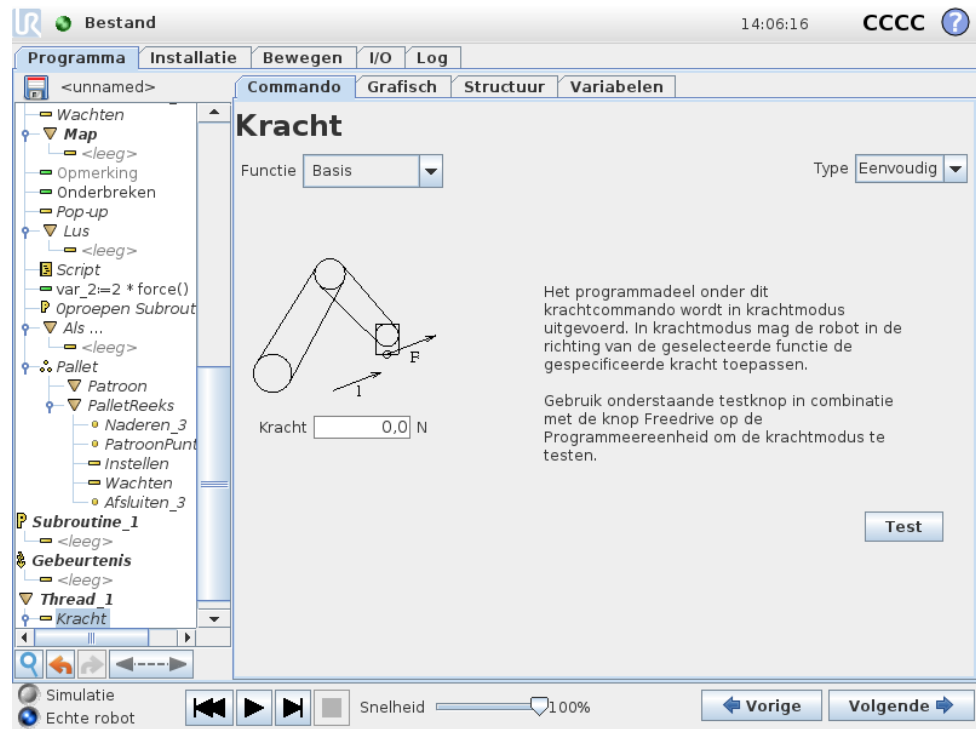 UR Bestand 14:06:16 CCCC ?
Programma Installatie Bewegen I/O Log
<unnamed>
Commando Grafisch Structuur Variabelen
Wachten
Map
<leeg>
Opmerking
Onderbreken
Pop-up
Lus
<leeg>
Script
var_2:=2 * force()
Oproepen Subrout
Als ...
<leeg>
Pallet
Patroon
PalletReeks
Naderen_3
PatroonPunt
Instellen
Wachten
Afsluiten_3
P Subroutine_1
<leeg>
Gebeurtenis
<leeg>
Thread_1
Kracht
Kracht
Functie Basis
Type Eenvoudig
F
1
Kracht 0,0 N
Het programmadeel onder dit
krachtcommando wordt in krachtmodus
uitgevoerd. In krachtmodus mag de robot in de
richting van de geselecteerde functie de
gespecificeerde kracht toepassen.
Gebruik onderstaande testknop in combinatie
met de knop Freedrive op de
Programmeereenheid om de krachtmodus te
testen.
Test
Simulatie
Echte robot
Snelheid 100%
Vorige
Volgende